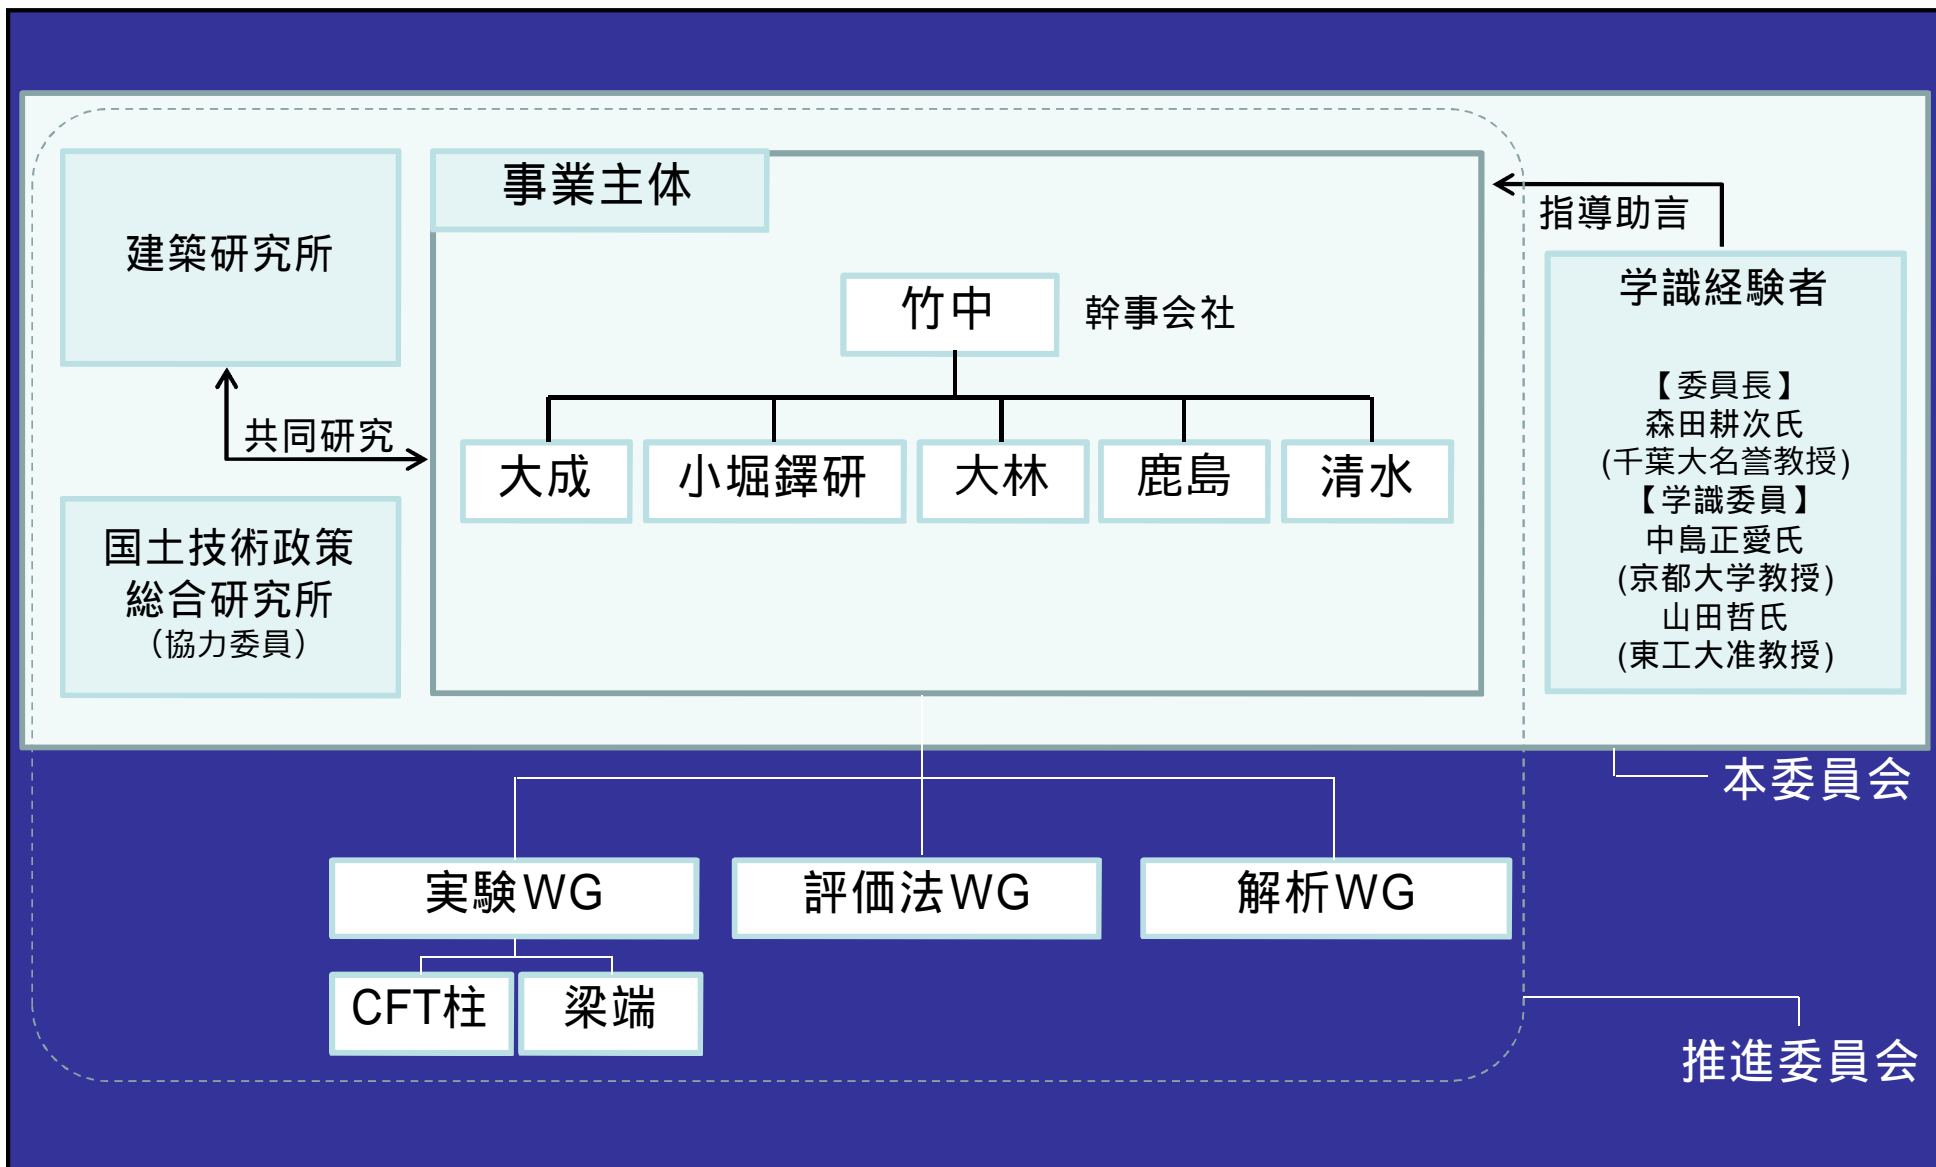 事業主体
建築研究所
指導助言
学識経験者
竹中
幹事会社
【委員長】
森田耕次氏
(千葉大名誉教授)
【学識委員】
中島正愛氏
(京都大学教授)
山田哲氏
(東工大准教授)
共同研究
大成
小堀鐸研
大林
鹿島
清水
国土技術政策
総合研究所
（協力委員）
本委員会
実験WG
評価法WG
解析WG
CFT柱
梁端
推進委員会